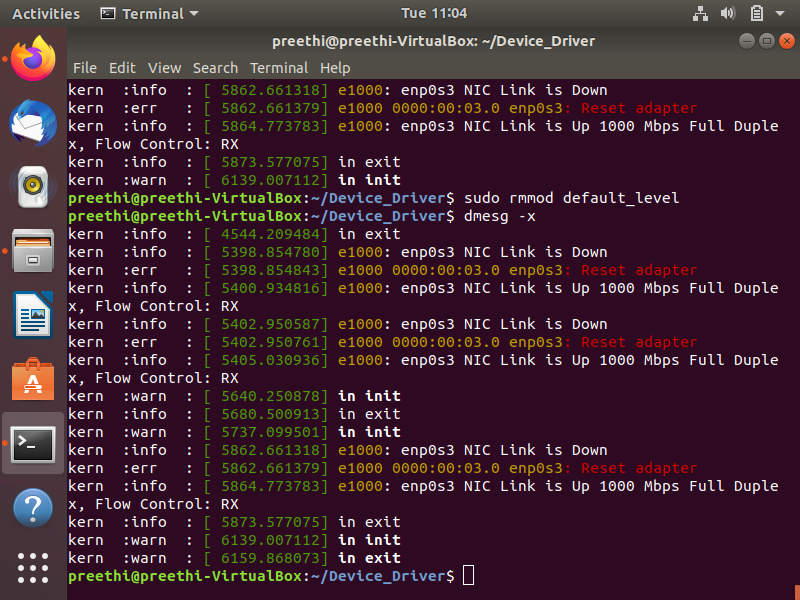 Activities Terminal Tue 11:04
preethi@preethi-VirtualBox: ~/Device_Driver
File Edit View Search Terminal Help
kern  :info  : [ 5862.661318] e1000: enp0s3 NIC Link is Down
kern  :err   : [ 5862.661379] e1000 0000:00:03.0 enp0s3: Reset adapter
kern  :info  : [ 5864.773783] e1000: enp0s3 NIC Link is Up 1000 Mbps Full Duple
x, Flow Control: RX
kern  :info  : [ 5873.577075] in exit
kern  :warn  : [ 6139.007112] in init
preethi@preethi-VirtualBox:~/Device_Driver$ sudo rmmod default_level
preethi@preethi-VirtualBox:~/Device_Driver$ dmesg -x
kern  :info  : [ 4544.209484] in exit
kern  :info  : [ 5398.854780] e1000: enp0s3 NIC Link is Down
kern  :err   : [ 5398.854843] e1000 0000:00:03.0 enp0s3: Reset adapter
kern  :info  : [ 5400.934816] e1000: enp0s3 NIC Link is Up 1000 Mbps Full Duple
x, Flow Control: RX
kern  :info  : [ 5402.950587] e1000: enp0s3 NIC Link is Down
kern  :err   : [ 5402.950761] e1000 0000:00:03.0 enp0s3: Reset adapter
kern  :info  : [ 5405.030936] e1000: enp0s3 NIC Link is Up 1000 Mbps Full Duple
x, Flow Control: RX
kern  :warn  : [ 5640.250878] in init
kern  :info  : [ 5680.500913] in exit
kern  :warn  : [ 5737.099501] in init
kern  :info  : [ 5862.661318] e1000: enp0s3 NIC Link is Down
kern  :err   : [ 5862.661379] e1000 0000:00:03.0 enp0s3: Reset adapter
kern  :info  : [ 5864.773783] e1000: enp0s3 NIC Link is Up 1000 Mbps Full Duple
x, Flow Control: RX
kern  :info  : [ 5873.577075] in exit
kern  :warn  : [ 6139.007112] in init
kern  :warn  : [ 6159.868073] in exit
preethi@preethi-VirtualBox:~/Device_Driver$